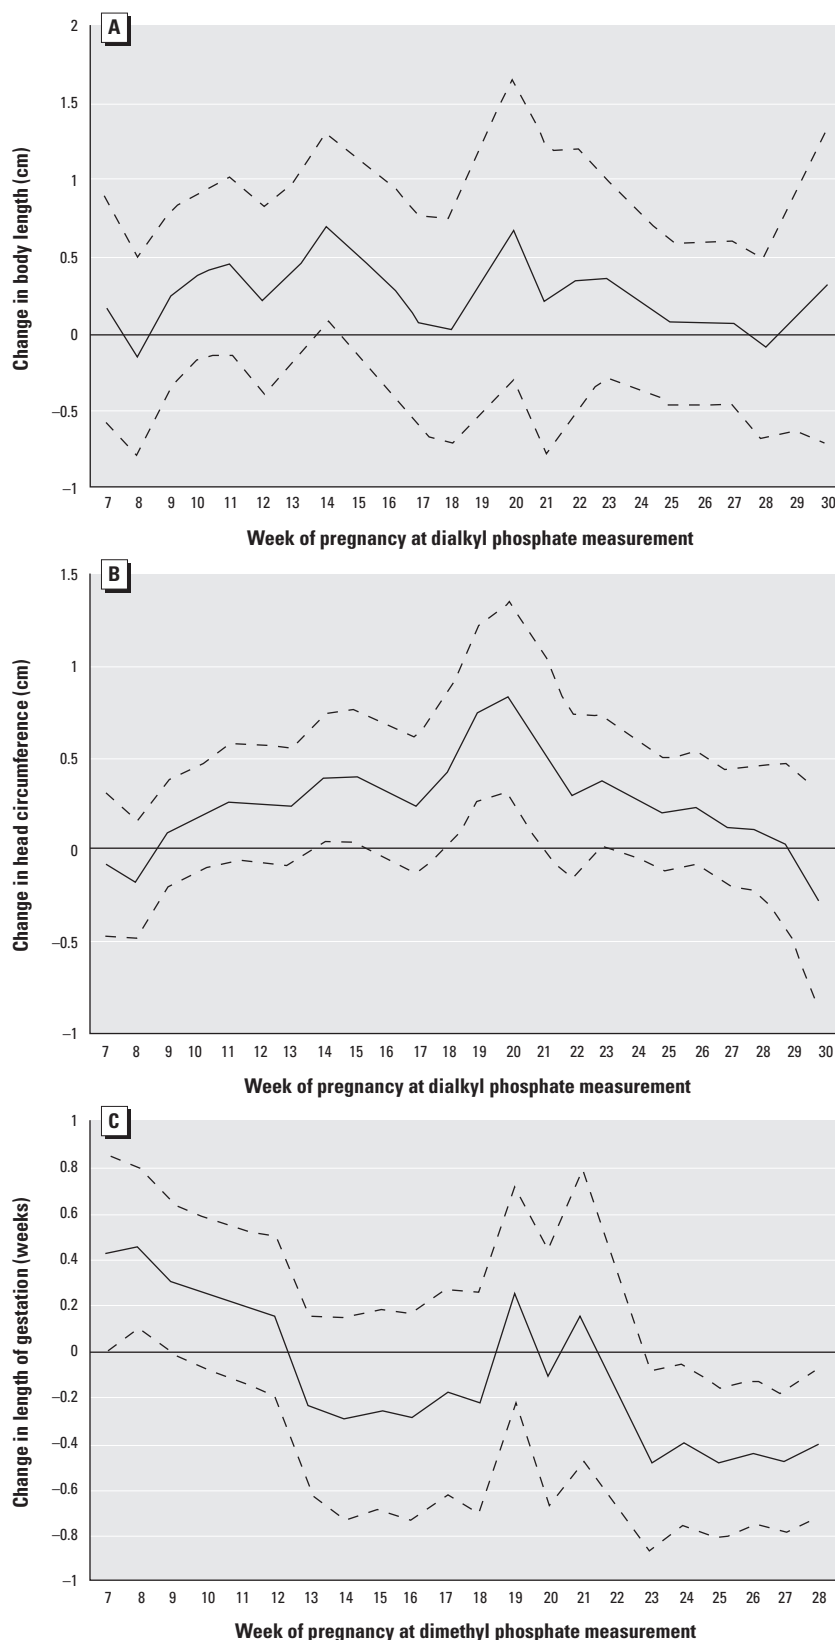 A
2
1.5
1
0.5
0
–0.5
–1
Change in body length (cm)
7 8 9 10 11 12 13 14 15 16 17 18 19 20 21 22 23 24 25 26 27 28 29 30
Week of pregnancy at dialkyl phosphate measurement
B
1.5
1
0.5
0
–0.5
–1
Change in head circumference (cm)
7 8 9 10 11 12 13 14 15 16 17 18 19 20 21 22 23 24 25 26 27 28 29 30
Week of pregnancy at dialkyl phosphate measurement
C
1
0.8
0.6
0.4
0.2
0
–0.2
–0.4
–0.6
–0.8
–1
Change in length of gestation (weeks)
7 8 9 10 11 12 13 14 15 16 17 18 19 20 21 22 23 24 25 26 27 28
Week of pregnancy at dimethyl phosphate measurement